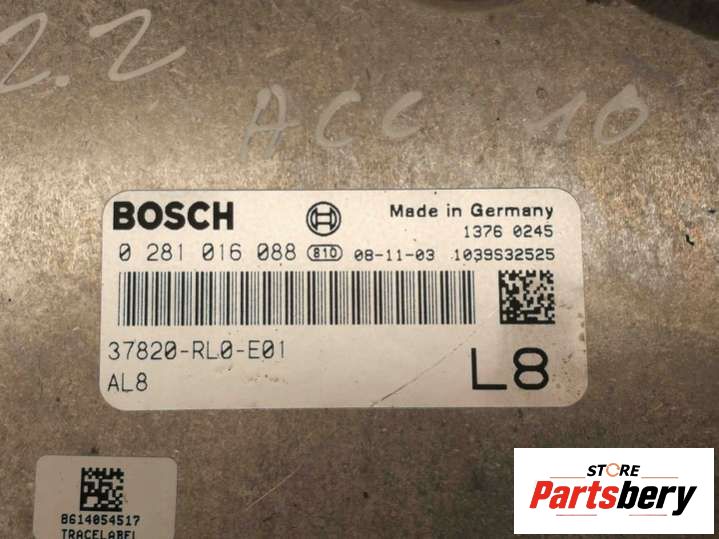 2.2
ACC 10
BOSCH Made in Germany
1376 0245
0 281 016 088 810 08-11-03 1039S32525
37820-RL0-E01
AL8 L8
8614054517
TRACELABEL
STORE
Partsbery